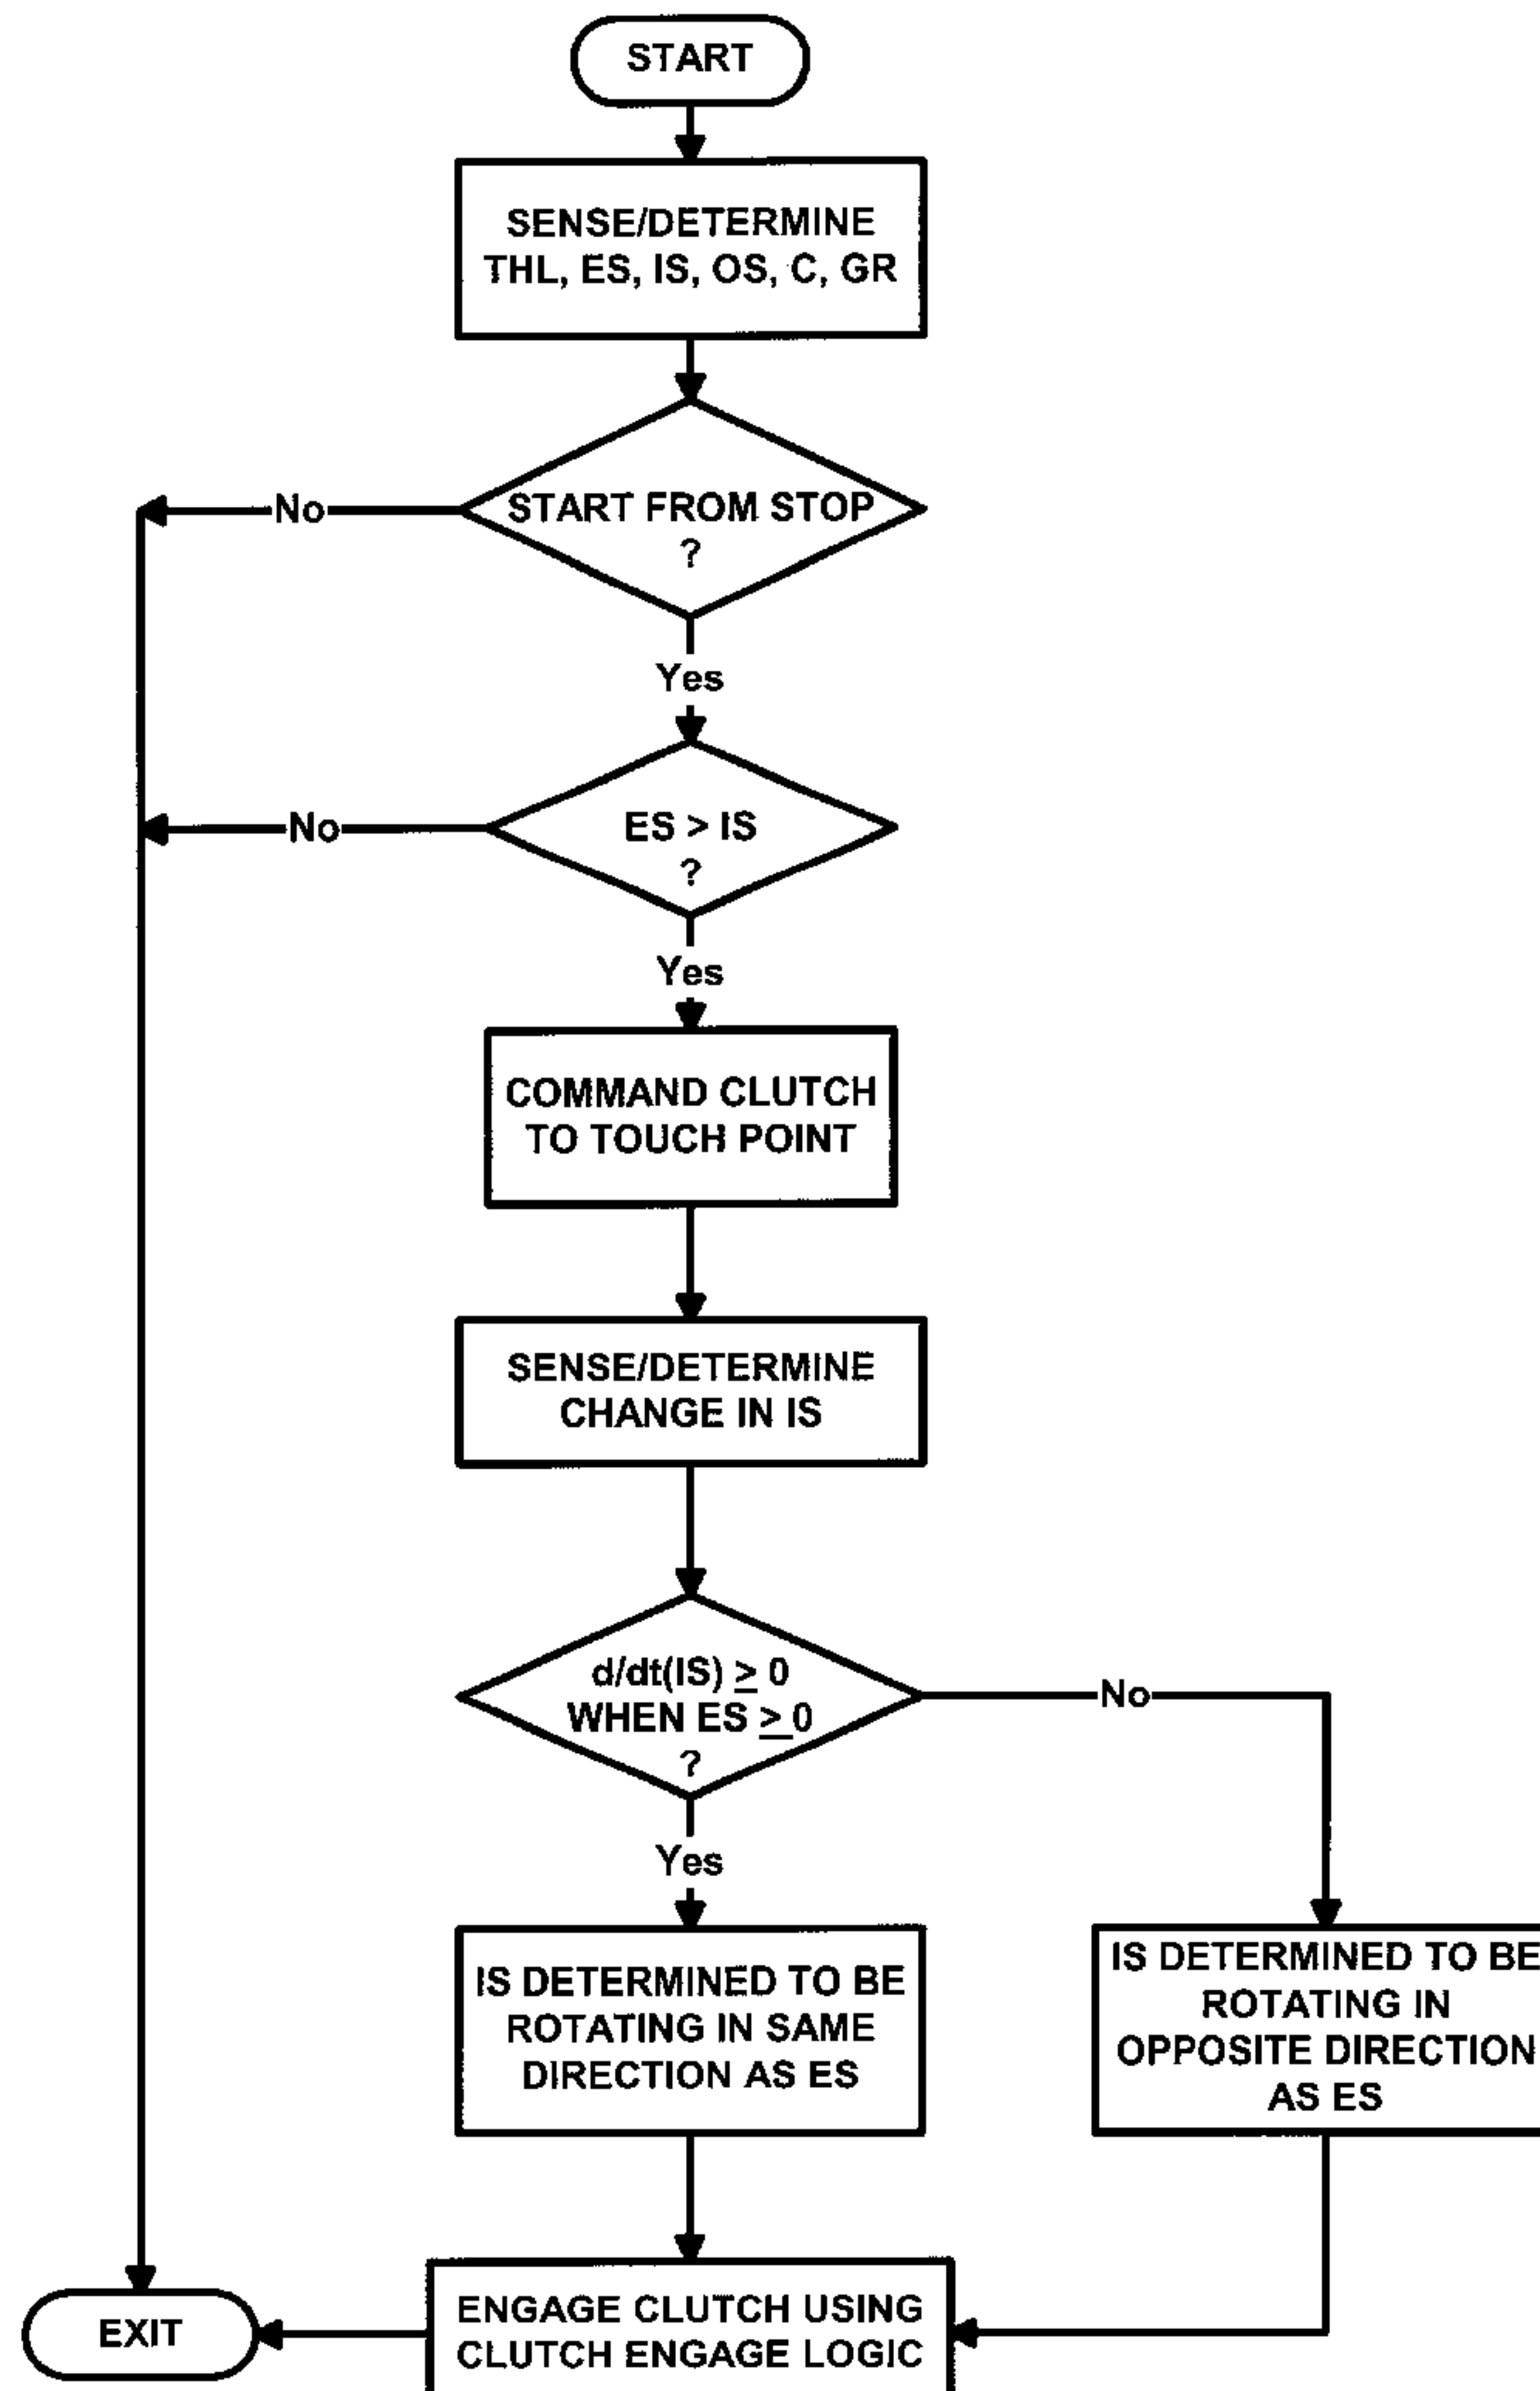 START
SENSE/DETERMINE
THL, ES, IS, OS, C, GR
START FROM STOP
?
No
Yes
ES > IS
?
No
Yes
COMMAND CLUTCH
TO TOUCH POINT
SENSE/DETERMINE
CHANGE IN IS
d/dt(IS) ≥ 0
WHEN ES ≥ 0
?
No
Yes
IS DETERMINED TO BE
ROTATING IN SAME
DIRECTION AS ES
IS DETERMINED TO BE
ROTATING IN
OPPOSITE DIRECTION
AS ES
ENGAGE CLUTCH USING
CLUTCH ENGAGE LOGIC
EXIT